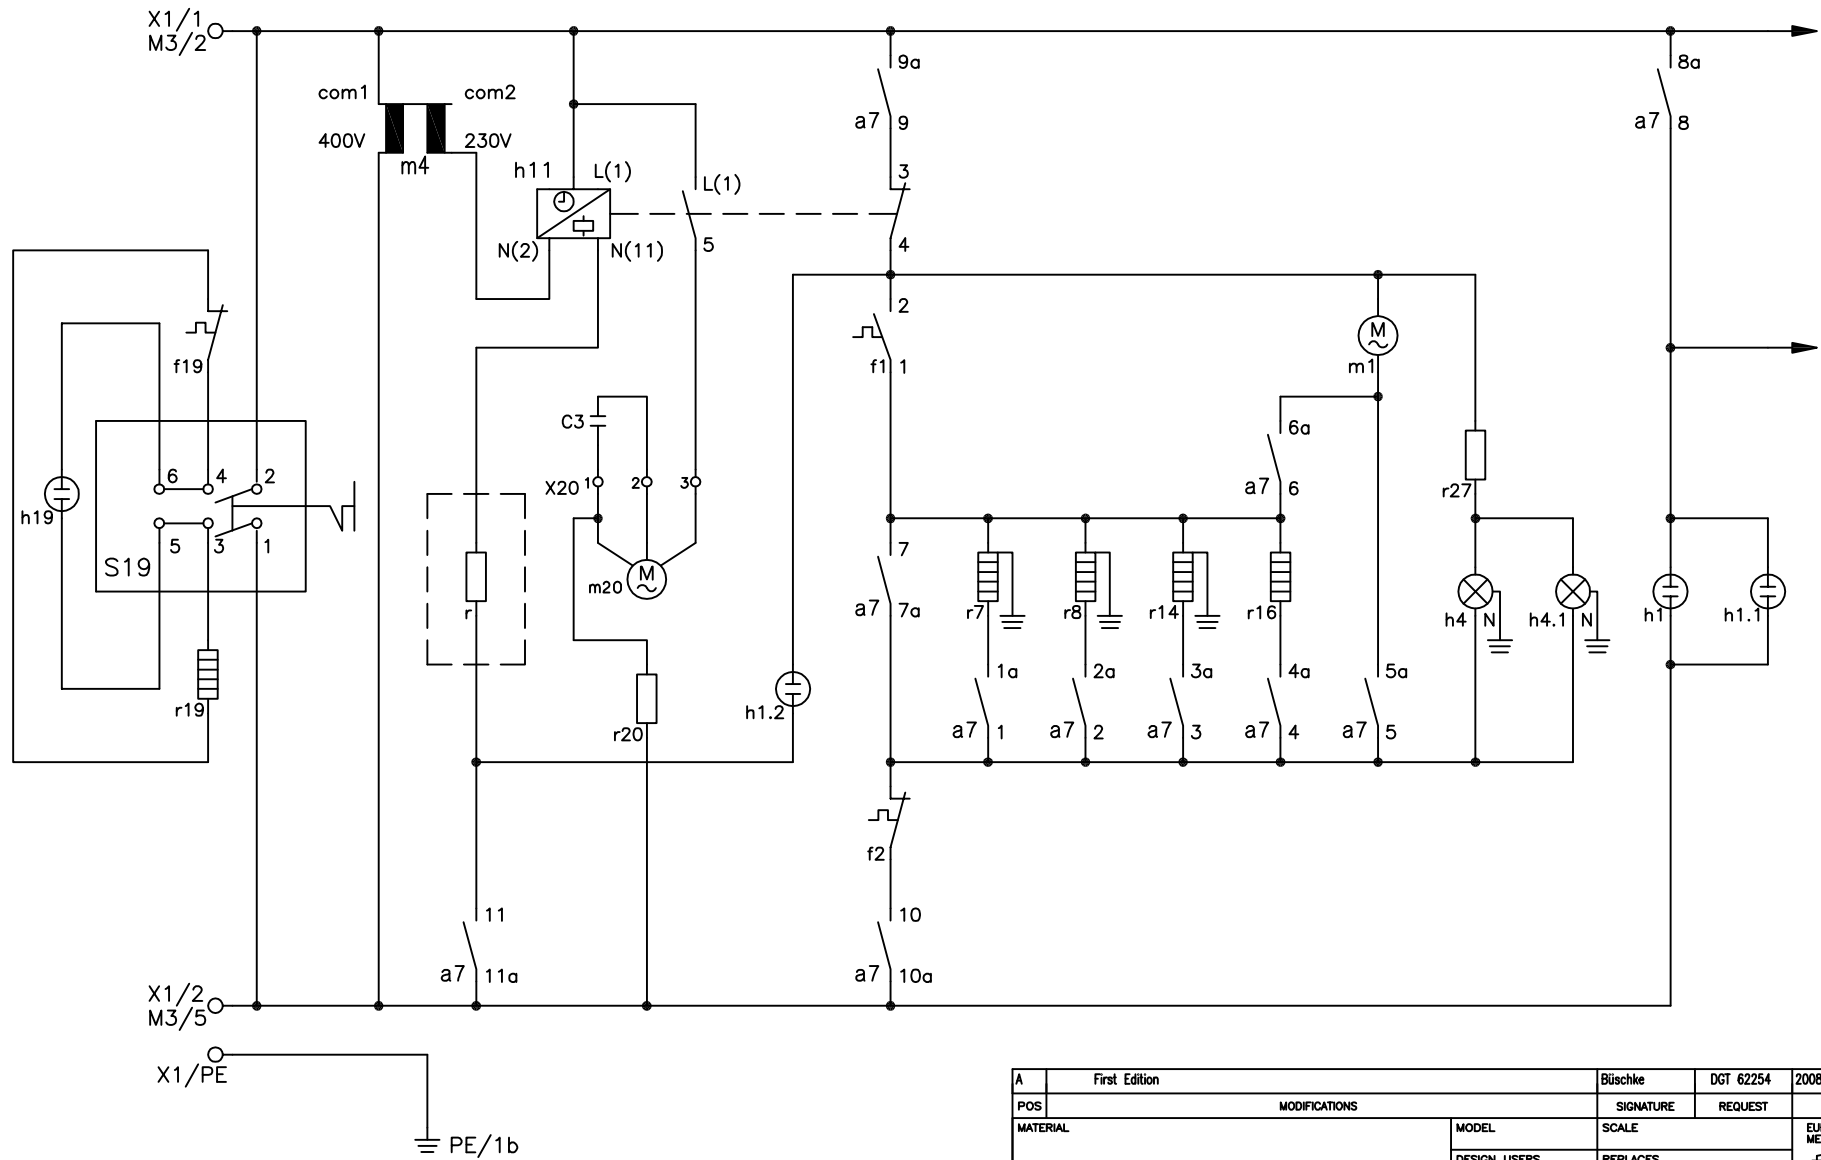 X1/1
M3/2
9a
8a
com1
com2
a7
9
a7
8
400V
230V
m4
h11
L(1)
3
L(1)
N(2)
N(11)
5
4
2
f19
f1
1
M
m1
C3
6a
6
4
2
X20
1
2
3
a7
6
r27
h19
5
3
1
S19
7
M
m20
r
a7
7a
r7
r8
r14
r16
h4
N
h4.1
N
h1
h1.1
1a
2a
3a
4a
5a
r19
h1.2
r20
a7
1
a7
2
a7
3
a7
4
a7
5
f2
11
10
a7
11a
a7
10a
X1/2
M3/5
X1/PE
PE/1b
A
First Edition
Büschke
DGT 62254
2008
POS
MODIFICATIONS
SIGNATURE
REQUEST
MATERIAL
MODEL
SCALE